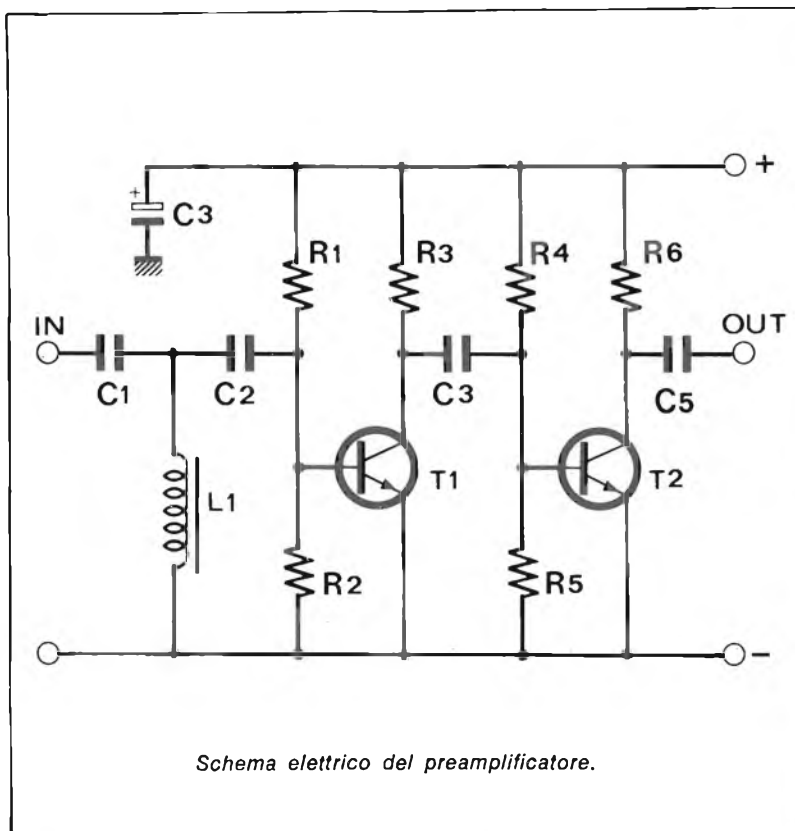 +
+ C3
R1 R3 R4 R6
IN OUT
C1 C2 C3 C5
L1 T1 T2
R2 R5
−
Schema elettrico del preamplificatore.